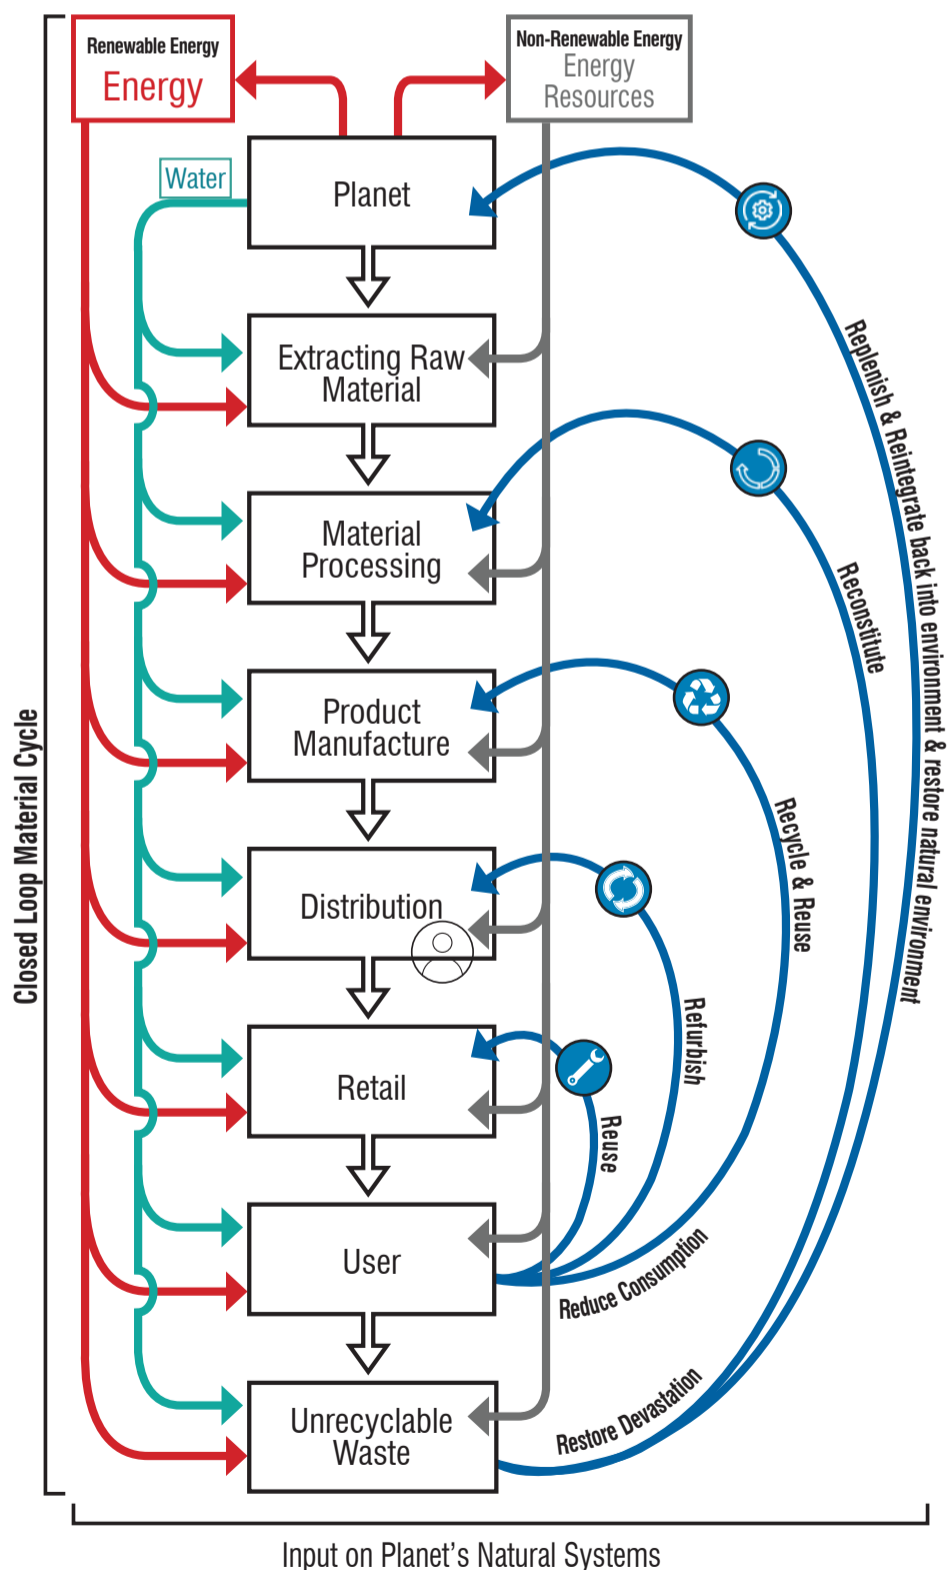 Renewable Energy
Energy
Non-Renewable Energy
Energy
Resources
Water
Planet
Extracting Raw
Material
Material
Processing
Product
Manufacture
Distribution
Retail
User
Unrecyclable
Waste
Replenish & Reintegrate back into environment & restore natural environment
Reconstitute
Recycle & Reuse
Refurbish
Reuse
Reduce Consumption
Restore Devastation
Closed Loop Material Cycle
Input on Planet's Natural Systems